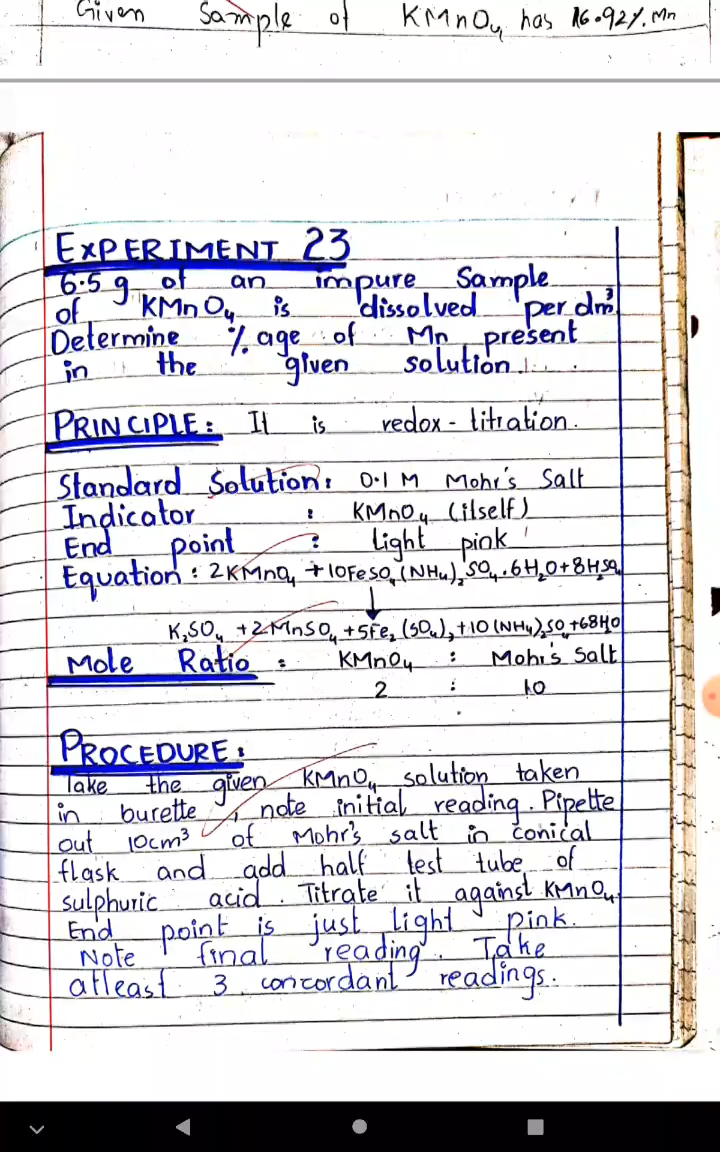 Given Sample of KMnO₄ has 16.92%. Mn
EXPERIMENT 23
6.5 g of an impure Sample
of KMnO₄ is dissolved per dm³.
Determine %age of Mn present
in the given solution.
PRINCIPLE: It is redox-titration.
Standard Solution: 0.1 M Mohr's Salt
Indicator : KMnO₄ (itself)
End point : light pink
Equation: 2KMnO₄ + 10FeSO₄(NH₄)₂SO₄.6H₂O+8H₂SO₄
↓
K₂SO₄ +2MnSO₄+5Fe₂(SO₄)₃+10(NH₄)₂SO₄+68H₂O
Mole Ratio : KMnO₄ : Mohr's Salt
2 : 10
PROCEDURE:
Take the given KMnO₄ solution taken
in burette, note initial reading. Pipette
out 10cm³ of Mohr's salt in conical
flask and add half test tube of
sulphuric acid. Titrate it against KMnO₄.
End point is just light pink.
Note final reading. Take
atleast 3 concordant readings.